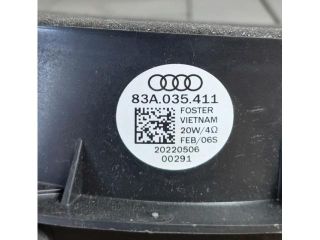 83A.035.411
FOSTER
VIETNAM
20W/4Ω
FEB/06S
20220506
00291